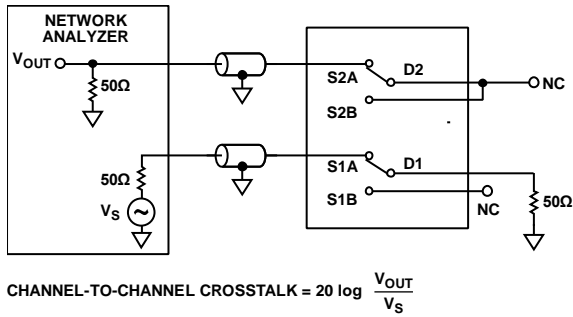 NETWORK
ANALYZER
VOUT
50Ω
50Ω
VS
S2A
D2
S2B
NC
S1A
D1
S1B
NC
50Ω
CHANNEL-TO-CHANNEL CROSSTALK = 20 log VOUT
VS